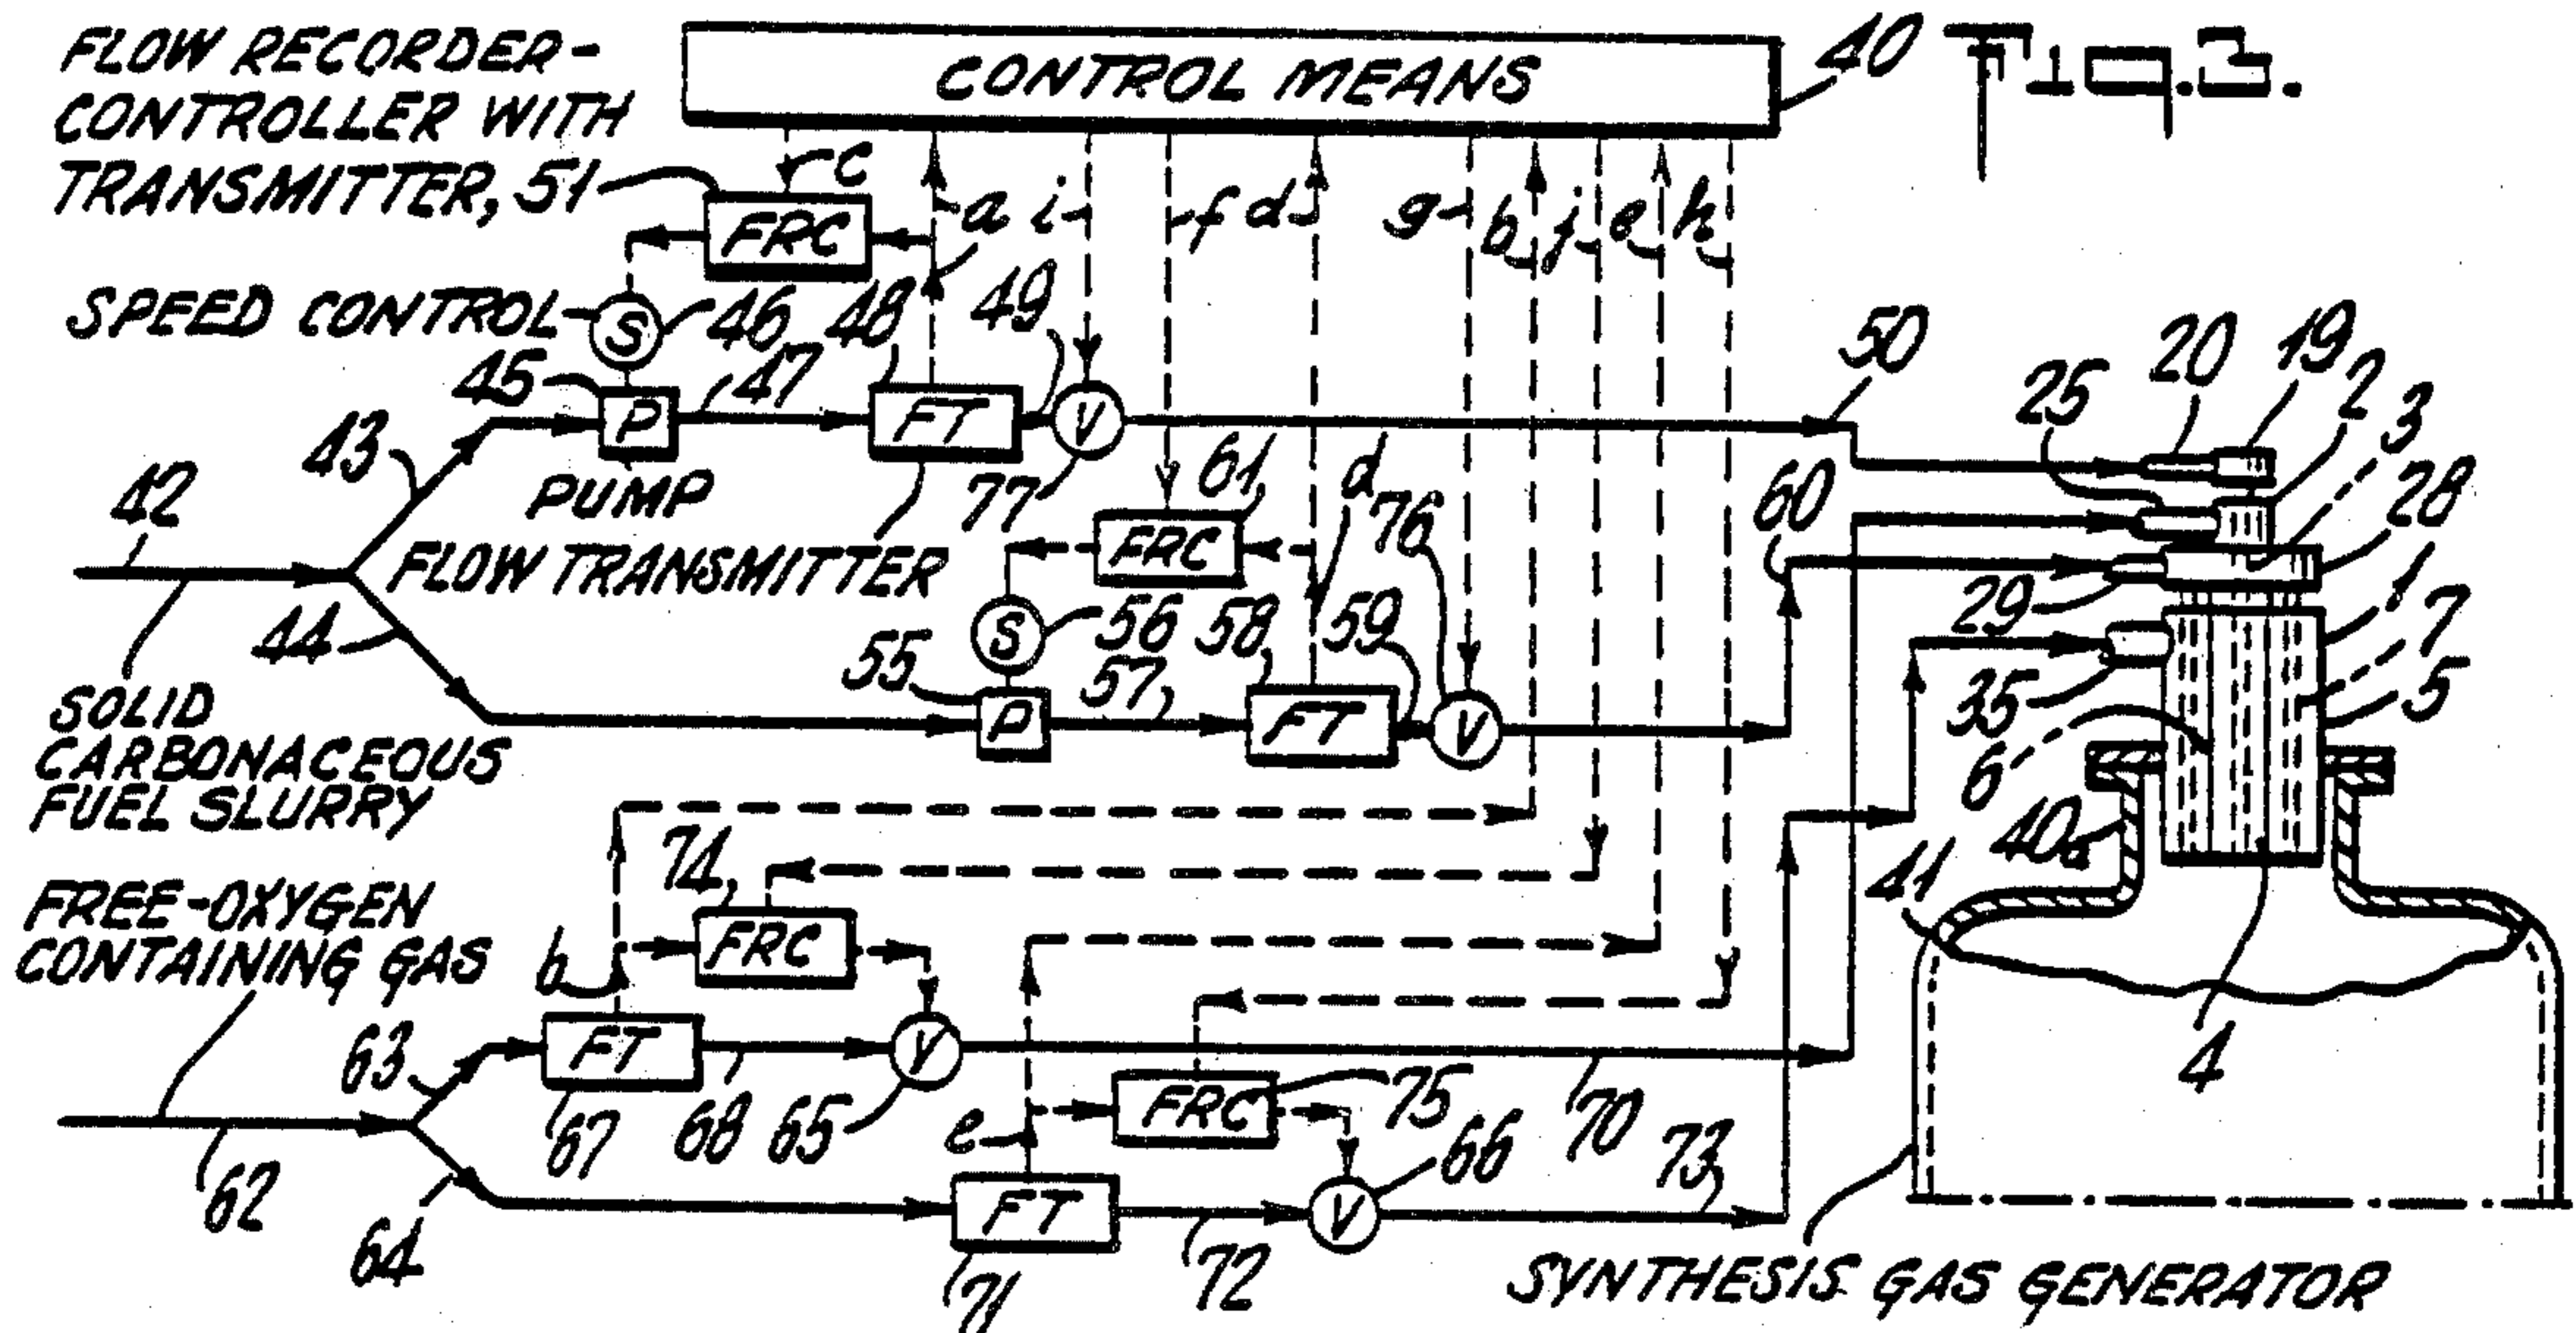 FLOW RECORDER-
CONTROLLER WITH
TRANSMITTER, 51
CONTROL MEANS
40
Fig.3.
c
a
i
f
d
g
b
j
e
h
FRC
SPEED CONTROL
S
46
48
49
45
47
P
FT
V
50
20
19
25
2
3
28
43
PUMP
77
61
d
76
60
42
FLOW TRANSMITTER
FRC
29
1
7
44
S
56
58
59
35
5
55
57
P
FT
V
6
SOLID
CARBONACEOUS
FUEL SLURRY
40a
41
74
FREE-OXYGEN
CONTAINING GAS
FRC
b
FT
V
4
63
67
68
65
FRC
75
70
73
e
66
62
64
FT
V
71
72
SYNTHESIS GAS GENERATOR